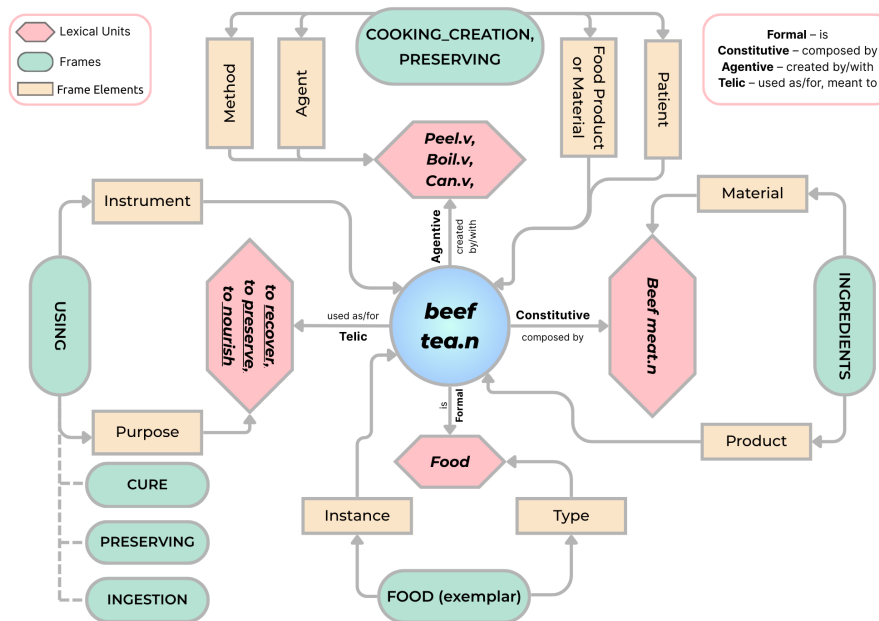 Lexical Units
Frames
Frame Elements
COOKING_CREATION,
PRESERVING
Formal – is
Constitutive – composed by
Agentive – created by/with
Telic – used as/for, meant to
Method
Agent
Food Product
or Material
Patient
Peel.v,
Boil.v,
Can.v,
Instrument
Material
Agentive
created
by/with
USING
to recover,
to preserve,
to nourish
used as/for
Telic
beef
tea.n
Constitutive
composed by
Beef meat.n
INGREDIENTS
is
Formal
Purpose
Product
Food
CURE
Instance
Type
PRESERVING
FOOD (exemplar)
INGESTION